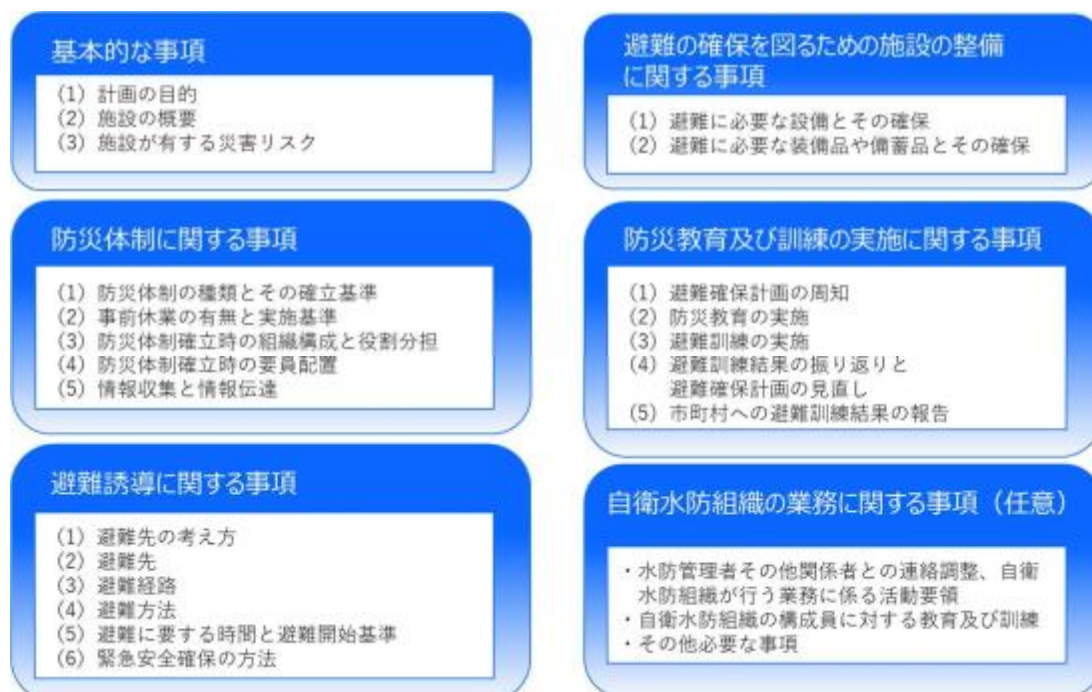 基本的な事項
(1) 計画の目的
(2) 施設の概要
(3) 施設が有する災害リスク
防災体制に関する事項
(1) 防災体制の種類とその確立基準
(2) 事前休業の有無と実施基準
(3) 防災体制確立時の組織構成と役割分担
(4) 防災体制確立時の要員配置
(5) 情報収集と情報伝達
避難誘導に関する事項
(1) 避難先の考え方
(2) 避難先
(3) 避難経路
(4) 避難方法
(5) 避難に要する時間と避難開始基準
(6) 緊急安全確保の方法
避難の確保を図るための施設の整備
に関する事項
(1) 避難に必要な設備とその確保
(2) 避難に必要な装備品や備蓄品とその確保
防災教育及び訓練の実施に関する事項
(1) 避難確保計画の周知
(2) 防災教育の実施
(3) 避難訓練の実施
(4) 避難訓練結果の振り返りと
避難確保計画の見直し
(5) 市町村への避難訓練結果の報告
自衛水防組織の業務に関する事項（任意）
・水防管理者その他関係者との連絡調整、自衛
水防組織が行う業務に係る活動要領
・自衛水防組織の構成員に対する教育及び訓練
・その他必要な事項